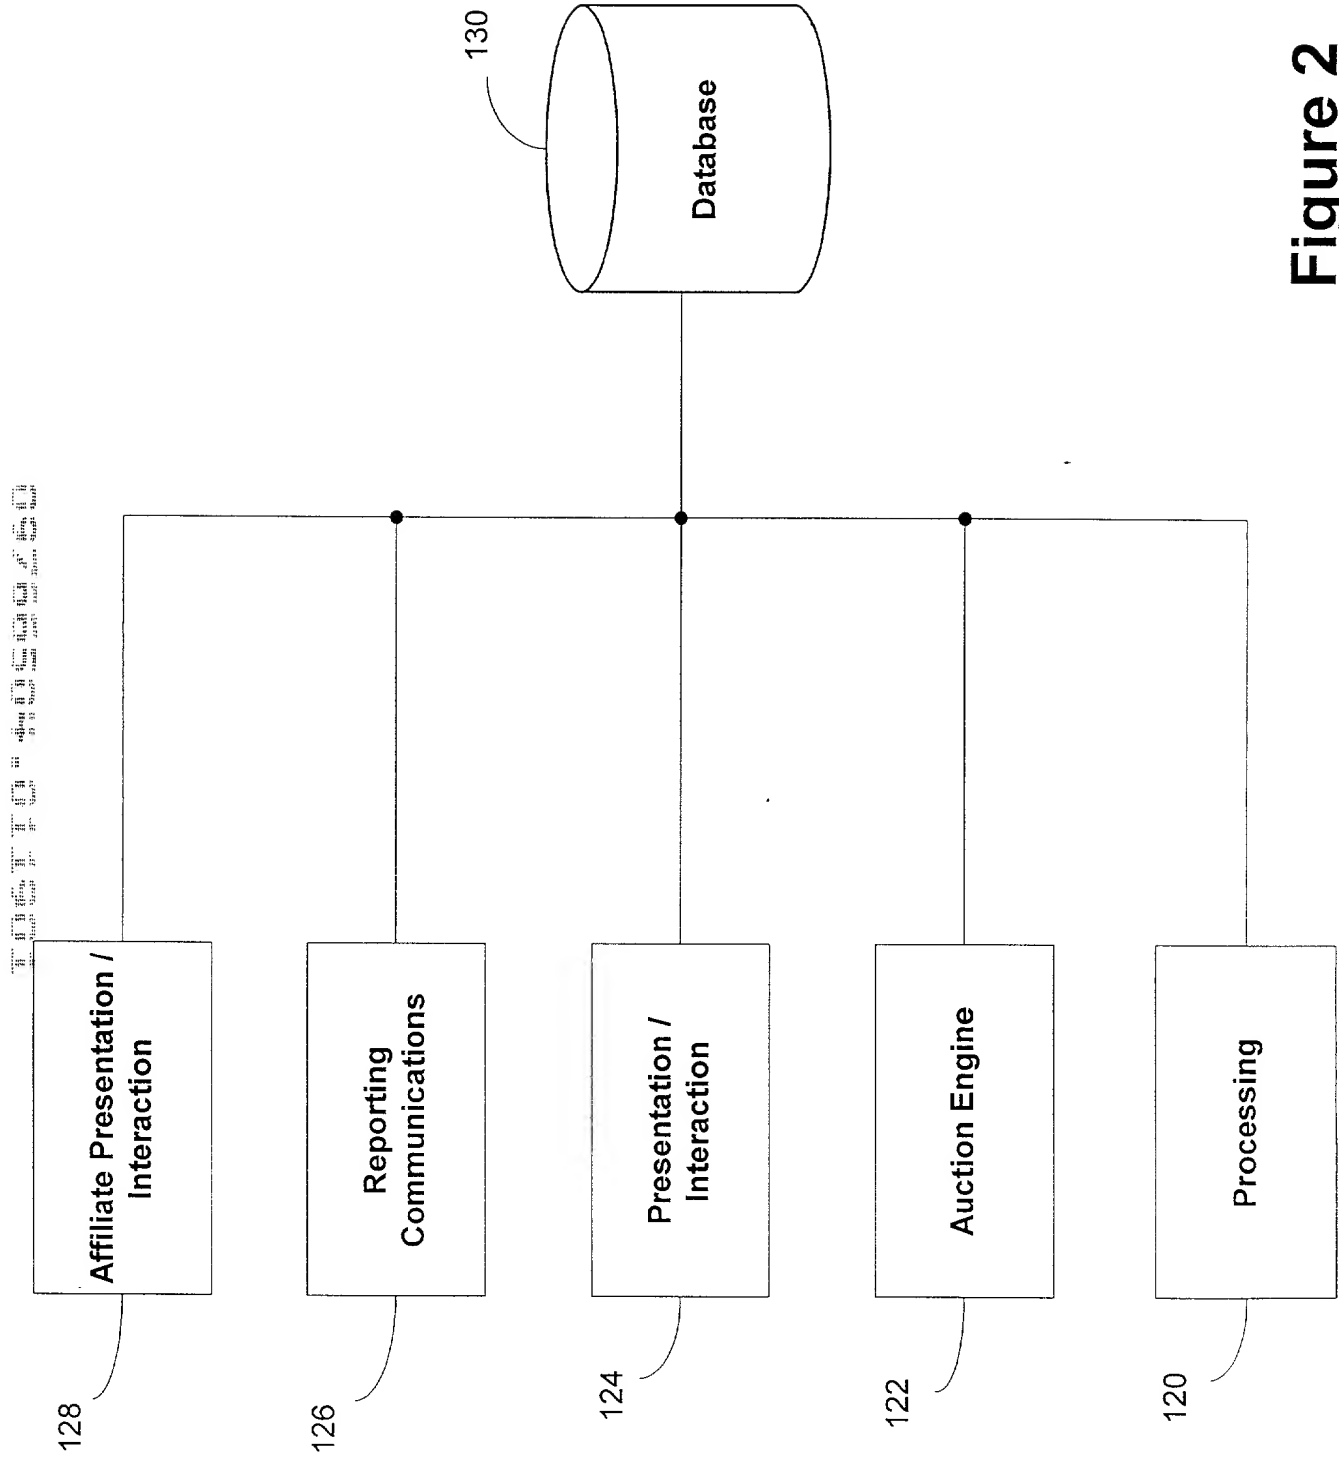 128
Affiliate Presentation /
Interaction
126
Reporting
Communications
124
Presentation /
Interaction
122
Auction Engine
120
Processing
130
Database
Figure 2